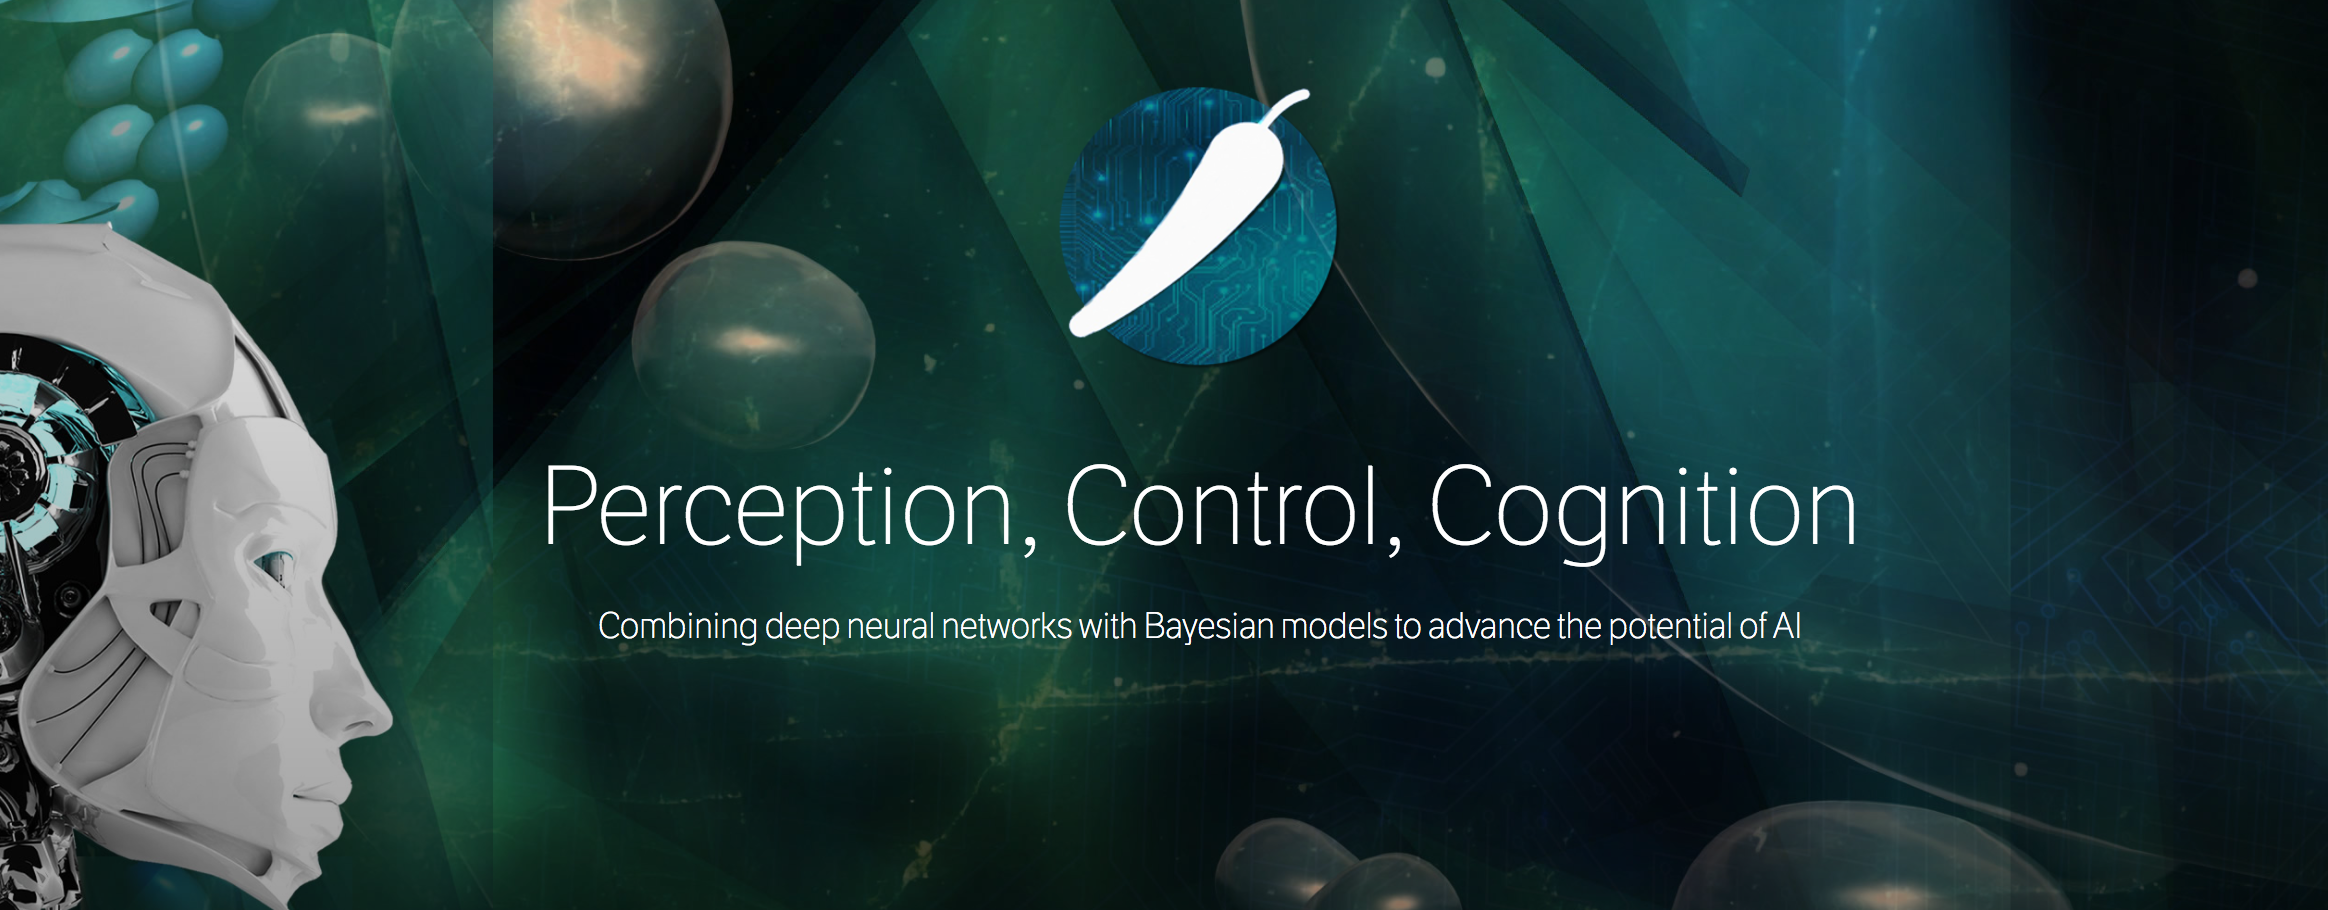 Perception, Control, Cognition
Combining deep neural networks with Bayesian models to advance the potential of AI